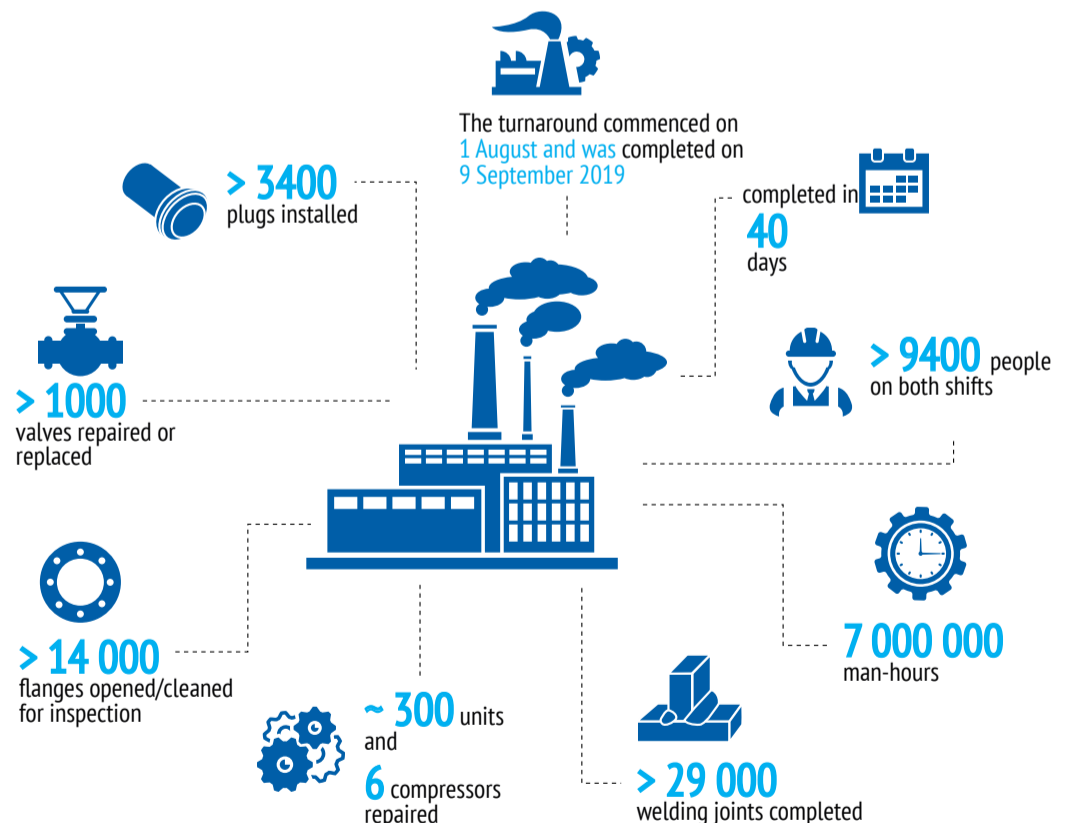 The turnaround commenced on
1 August and was completed on
9 September 2019
> 3400
plugs installed
completed in
40
days
> 1000
valves repaired or
replaced
> 9400 people
on both shifts
> 14 000
flanges opened/cleaned
for inspection
7 000 000
man-hours
~ 300 units
and
6 compressors
repaired
> 29 000
welding joints completed